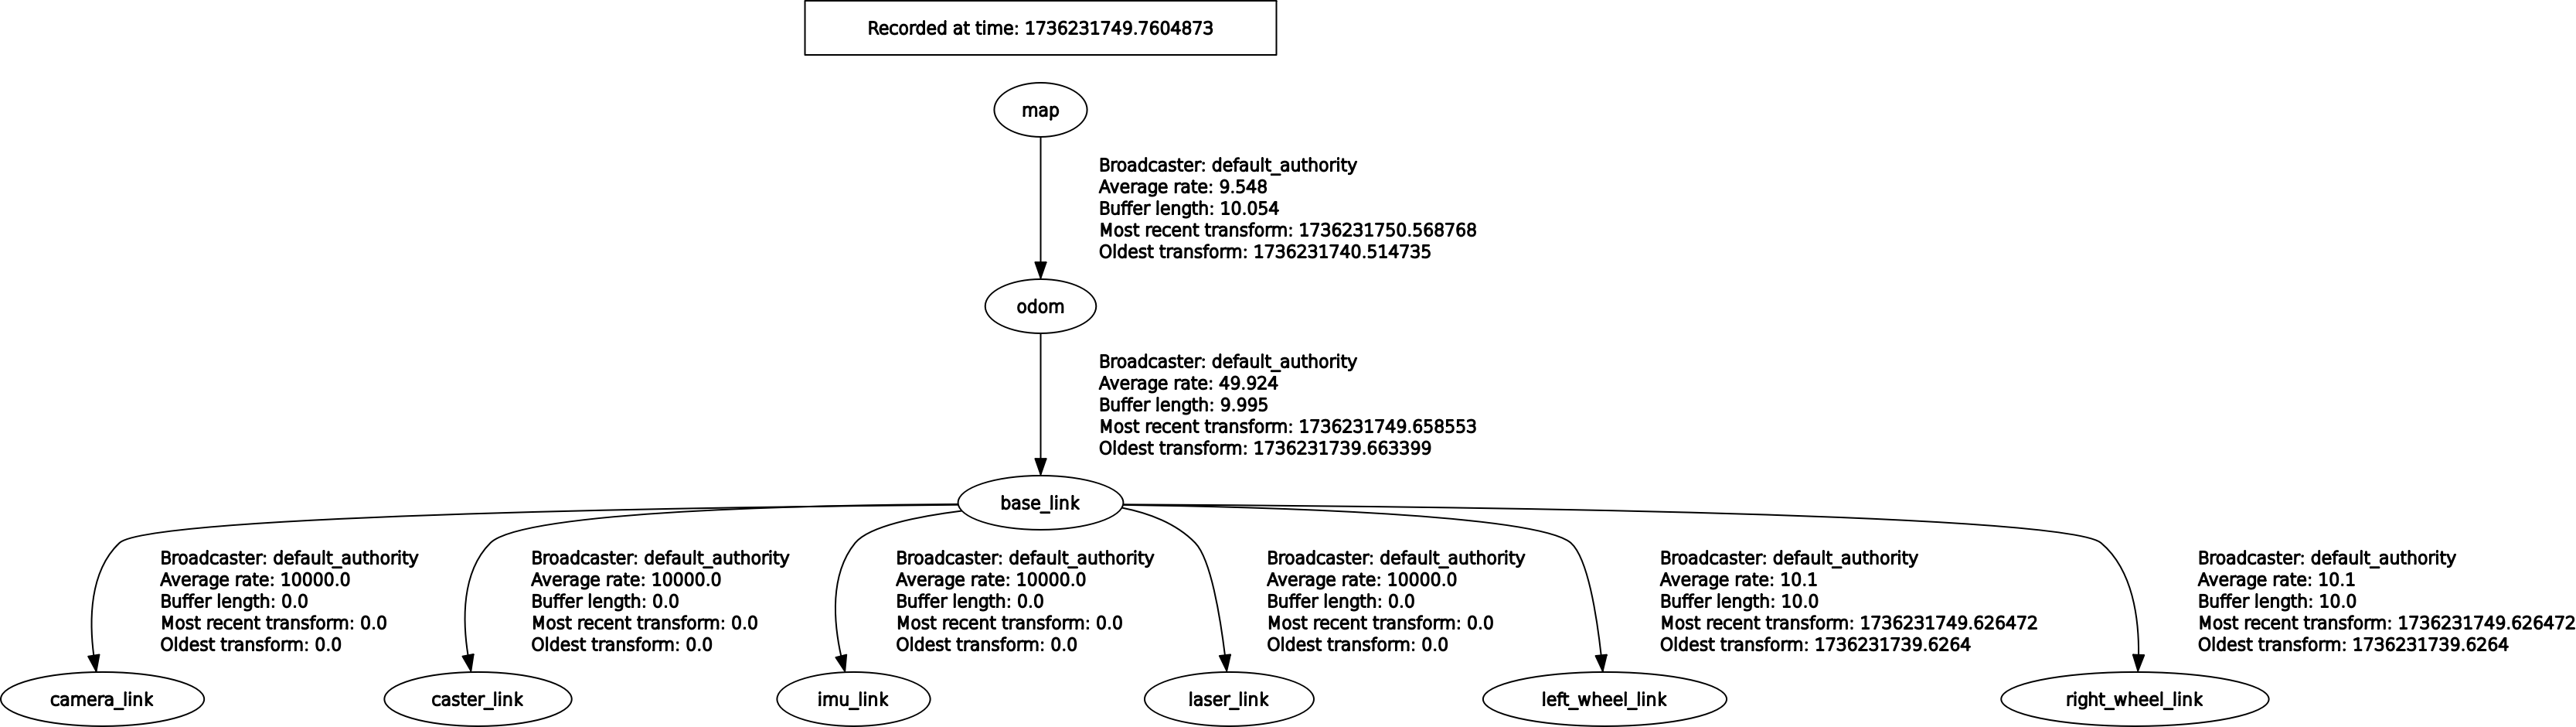 Recorded at time: 1736231749.7604873
map
Broadcaster: default_authority
Average rate: 9.548
Buffer length: 10.054
Most recent transform: 1736231750.568768
Oldest transform: 1736231740.514735
odom
Broadcaster: default_authority
Average rate: 49.924
Buffer length: 9.995
Most recent transform: 1736231749.658553
Oldest transform: 1736231739.663399
base_link
Broadcaster: default_authority
Average rate: 10000.0
Buffer length: 0.0
Most recent transform: 0.0
Oldest transform: 0.0
Broadcaster: default_authority
Average rate: 10000.0
Buffer length: 0.0
Most recent transform: 0.0
Oldest transform: 0.0
Broadcaster: default_authority
Average rate: 10000.0
Buffer length: 0.0
Most recent transform: 0.0
Oldest transform: 0.0
Broadcaster: default_authority
Average rate: 10000.0
Buffer length: 0.0
Most recent transform: 0.0
Oldest transform: 0.0
Broadcaster: default_authority
Average rate: 10.1
Buffer length: 10.0
Most recent transform: 1736231749.626472
Oldest transform: 1736231739.6264
Broadcaster: default_authority
Average rate: 10.1
Buffer length: 10.0
Most recent transform: 1736231749.626472
Oldest transform: 1736231739.6264
camera_link
caster_link
imu_link
laser_link
left_wheel_link
right_wheel_link